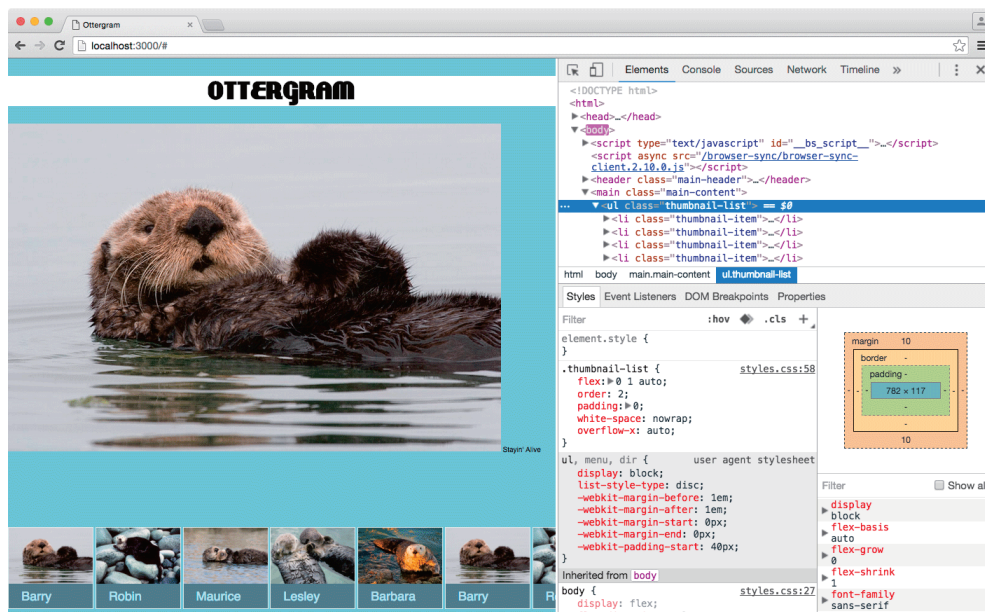 Ottergram
localhost:3000/#
OTTERGRAM
Stayin' Alive
Barry
Robin
Maurice
Lesley
Barbara
Barry
R
Elements Console Sources Network Timeline »
<!DOCTYPE html>
<html>
▶<head>…</head>
▼<body>
▶<script type="text/javascript" id="__bs_script__">…</script>
<script async src="/browser-sync/browser-sync-
client.2.10.0.js"></script>
▶<header class="main-header">…</header>
▼<main class="main-content">
… ▼<ul class="thumbnail-list"> == $0
▶<li class="thumbnail-item">…</li>
▶<li class="thumbnail-item">…</li>
▶<li class="thumbnail-item">…</li>
▶<li class="thumbnail-item">…</li>
html body main.main-content ul.thumbnail-list
Styles Event Listeners DOM Breakpoints Properties
Filter :hov .cls +
element.style {
}
.thumbnail-list { styles.css:58
flex:▶0 1 auto;
order: 2;
padding:▶0;
white-space: nowrap;
overflow-x: auto;
}
ul, menu, dir { user agent stylesheet
display: block;
list-style-type: disc;
-webkit-margin-before: 1em;
-webkit-margin-after: 1em;
-webkit-margin-start: 0px;
-webkit-margin-end: 0px;
-webkit-padding-start: 40px;
}
Inherited from body
body { styles.css:27
display: flex;
margin 10
border -
padding -
- - - 782 × 117 - - -
-
-
10
Filter Show al
▶display
block
▶flex-basis
auto
▶flex-grow
0
▶flex-shrink
1
▶font-family
sans-serif